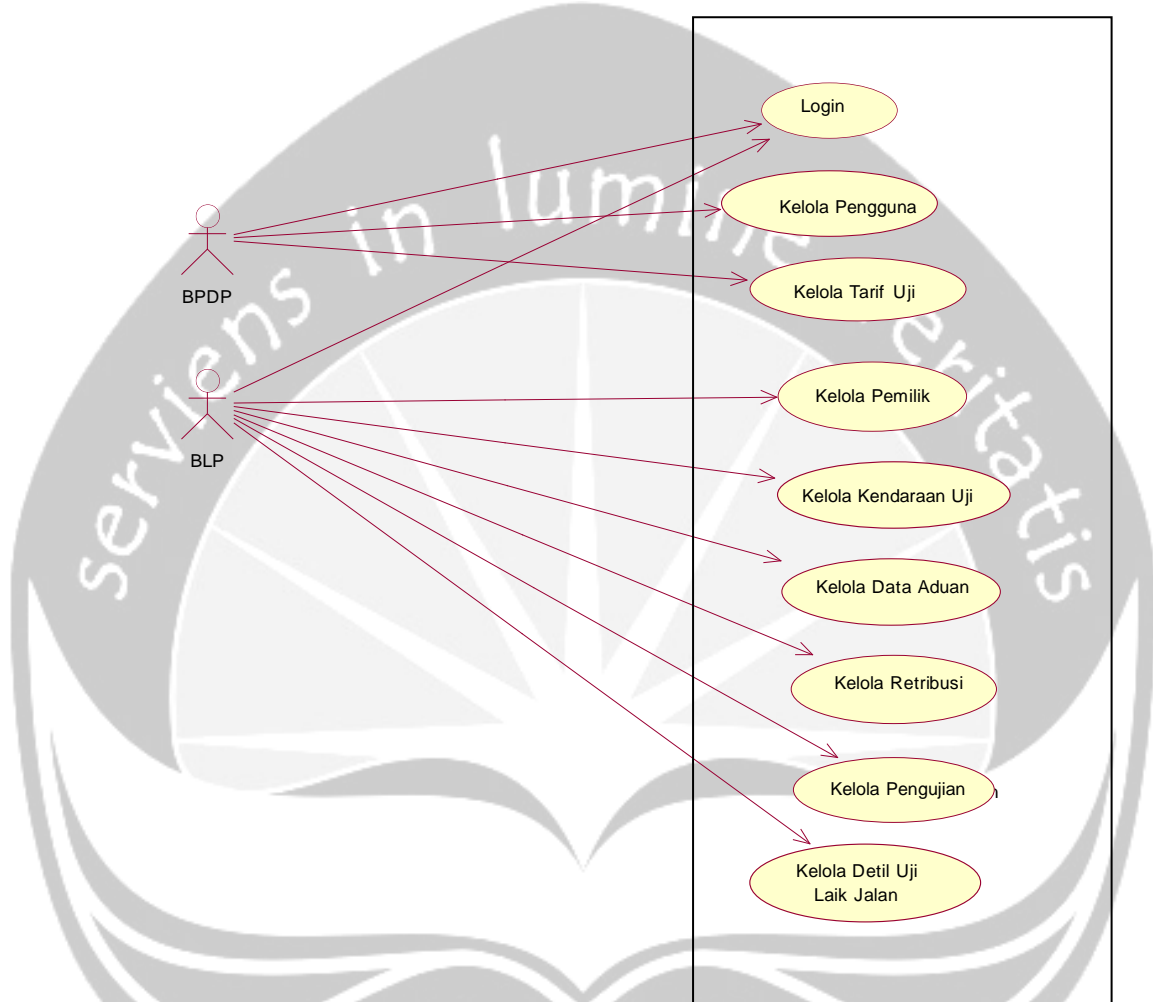 Login
Kelola Pengguna
BPDP
Kelola Tarif Uji
Kelola Pemilik
BLP
Kelola Kendaraan Uji
Kelola Data Aduan
Kelola Retribusi
Kelola Pengujian
Kelola Detil Uji
Laik Jalan
serviens in lumine veritatis